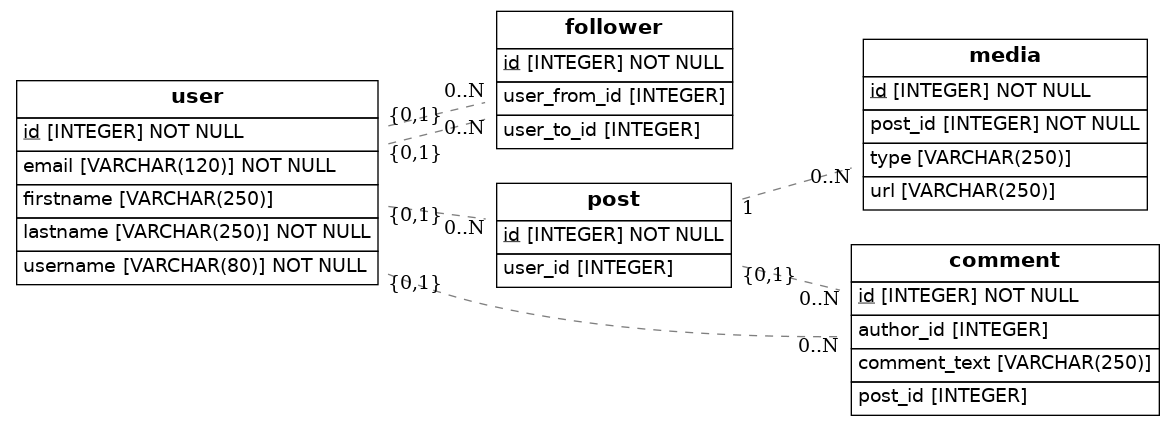 user
id [INTEGER] NOT NULL
email [VARCHAR(120)] NOT NULL
firstname [VARCHAR(250)]
lastname [VARCHAR(250)] NOT NULL
username [VARCHAR(80)] NOT NULL
follower
id [INTEGER] NOT NULL
user_from_id [INTEGER]
user_to_id [INTEGER]
0..N
{0,1}
0..N
{0,1}
post
id [INTEGER] NOT NULL
user_id [INTEGER]
{0,1}
0..N
{0,1}
0..N
media
id [INTEGER] NOT NULL
post_id [INTEGER] NOT NULL
type [VARCHAR(250)]
url [VARCHAR(250)]
0..N
1
comment
id [INTEGER] NOT NULL
author_id [INTEGER]
comment_text [VARCHAR(250)]
post_id [INTEGER]
{0,1}
0..N